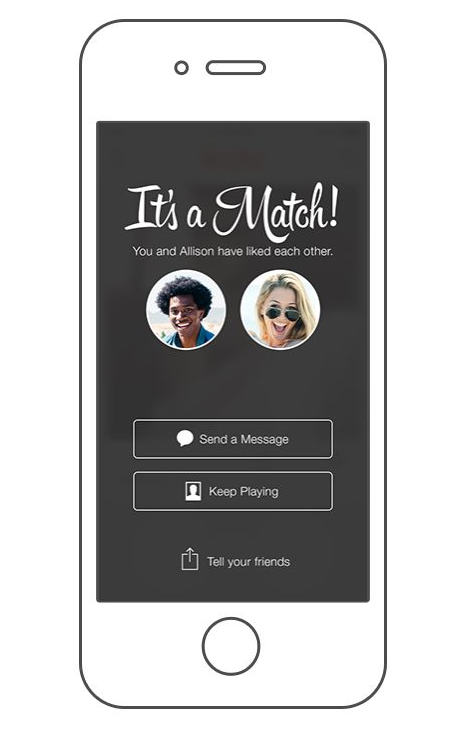 It's a Match!
You and Allison have liked each other.
Send a Message
Keep Playing
Tell your friends